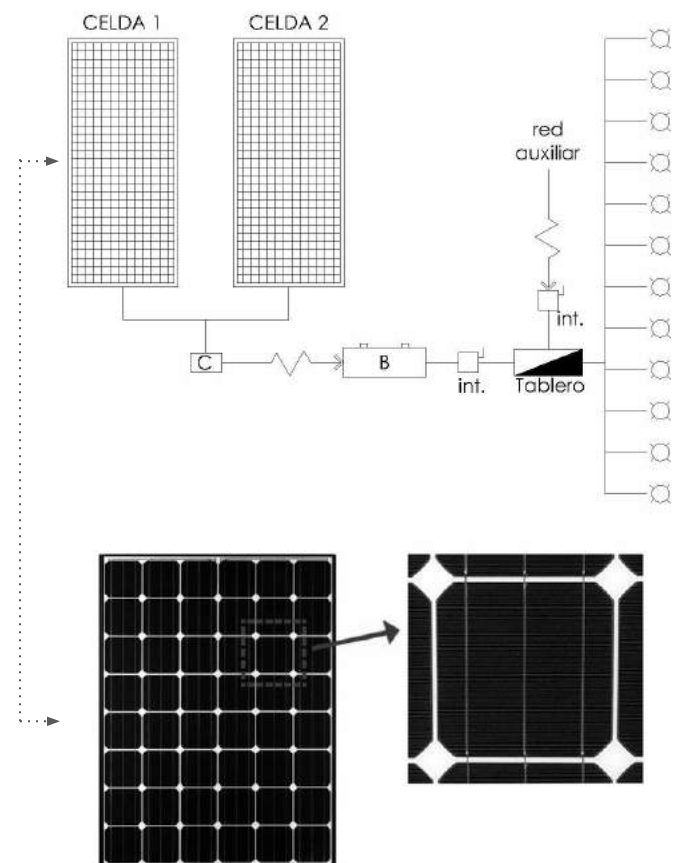 CELDA 1
CELDA 2
red
auxiliar
int.
C
B
int.
Tablero